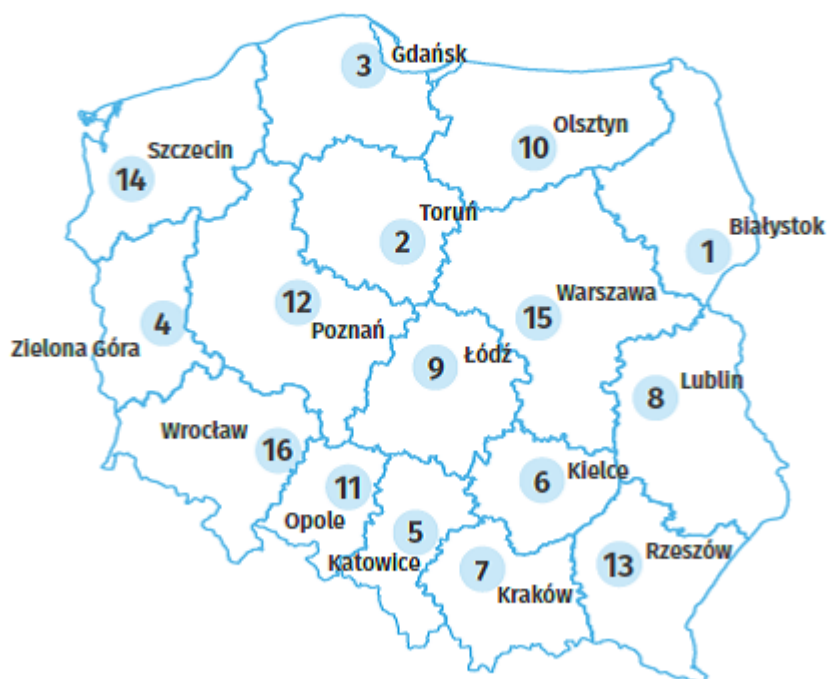 Gdańsk
3
Olsztyn
10
Szczecin
14
Toruń
2
Białystok
1
Warszawa
15
12
Poznań
4
Zielona Góra
Łódź
9
Lublin
8
Wrocław
16
Kielce
6
11
Opole
5
Katowice
7
Kraków
Rzeszów
13